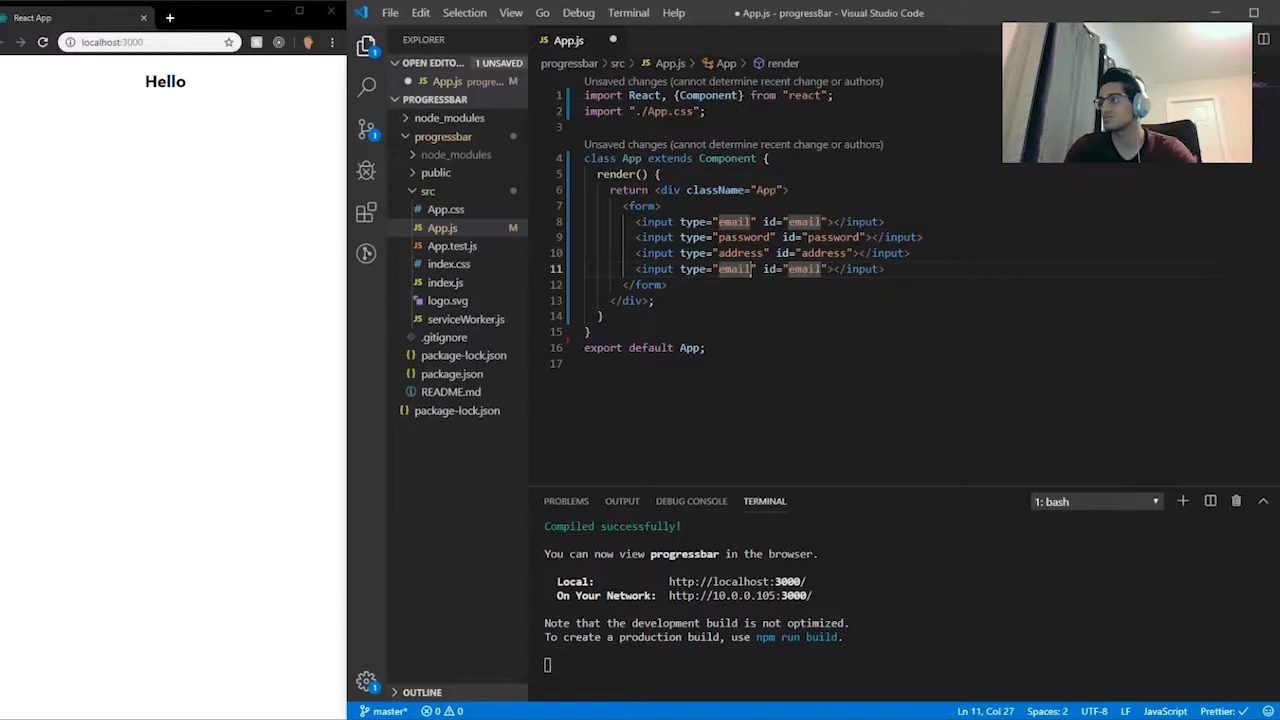 React App
localhost:3000
Hello
File Edit Selection View Go Debug Terminal Help
● App.js - progressBar - Visual Studio Code
EXPLORER
OPEN EDITO... 1 UNSAVED
App.js progre... M
PROGRESSBAR
node_modules
progressbar
node_modules
public
src
App.css
App.js M
App.test.js
index.css
index.js
logo.svg
serviceWorker.js
.gitignore
package-lock.json
package.json
README.md
package-lock.json
OUTLINE
App.js
progressbar › src › App.js › App › render
Unsaved changes (cannot determine recent change or authors)
1 import React, {Component} from "react";
2 import "./App.css";
3
Unsaved changes (cannot determine recent change or authors)
4 class App extends Component {
5 render() {
6 return <div className="App">
7 <form>
8 <input type="email" id="email"></input>
9 <input type="password" id="password"></input>
10 <input type="address" id="address"></input>
11 <input type="email" id="email"></input>
12 </form>
13 </div>;
14 }
15 }
16 export default App;
17
PROBLEMS OUTPUT DEBUG CONSOLE TERMINAL
1: bash
Compiled successfully!
You can now view progressbar in the browser.
Local: http://localhost:3000/
On Your Network: http://10.0.0.105:3000/
Note that the development build is not optimized.
To create a production build, use npm run build.
master* 0 0
Ln 11, Col 27 Spaces: 2 UTF-8 LF JavaScript Prettier: ✓